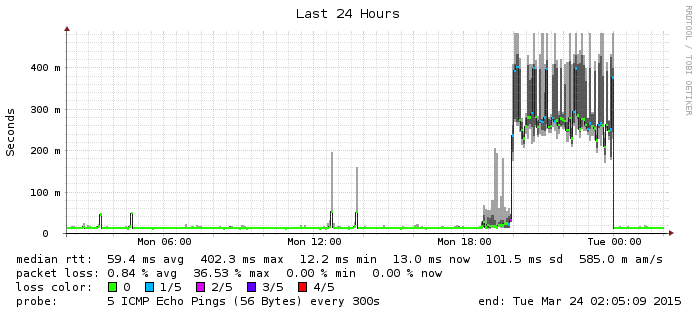 Last 24 Hours
RRDTOOL / TOBI OETIKER
Seconds
400 m
300 m
200 m
100 m
0
Mon 06:00 Mon 12:00 Mon 18:00 Tue 00:00
median rtt: 59.4 ms avg 402.3 ms max 12.2 ms min 13.0 ms now 101.5 ms sd 585.0 m am/s
packet loss: 0.84 % avg 36.53 % max 0.00 % min 0.00 % now
loss color: 0 1/5 2/5 3/5 4/5
probe: 5 ICMP Echo Pings (56 Bytes) every 300s end: Tue Mar 24 02:05:09 2015